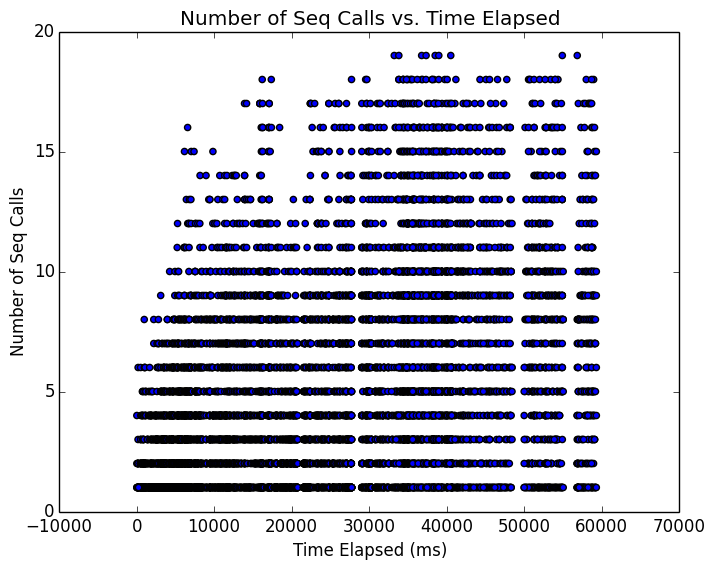 Number of Seq Calls vs. Time Elapsed
20
15
10
5
0
Number of Seq Calls
−10000 0 10000 20000 30000 40000 50000 60000 70000
Time Elapsed (ms)